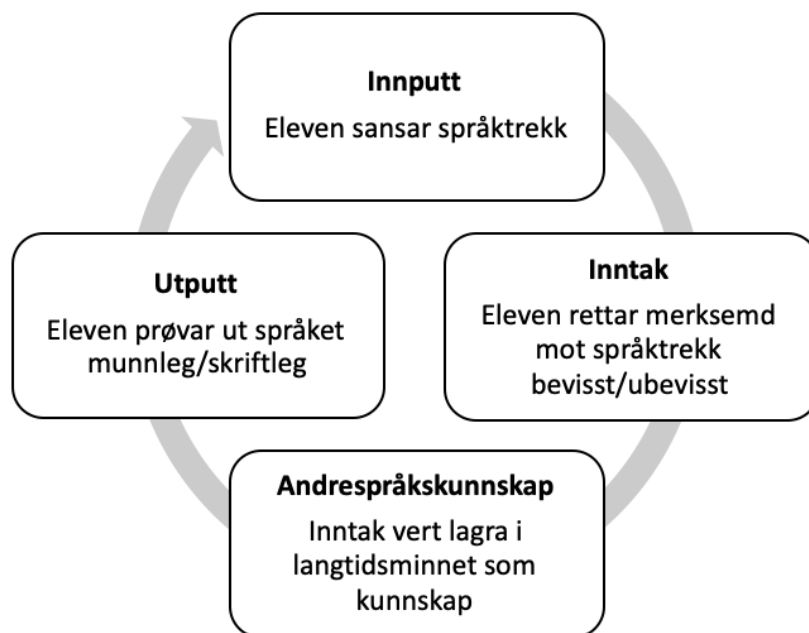 Innputt
Eleven sansar språktrekk
Inntak
Eleven rettar merksemd
mot språktrekk
bevisst/ubevisst
Andrespråkskunnskap
Inntak vert lagra i
langtidsminnet som
kunnskap
Utputt
Eleven prøvar ut språket
munnleg/skriftleg